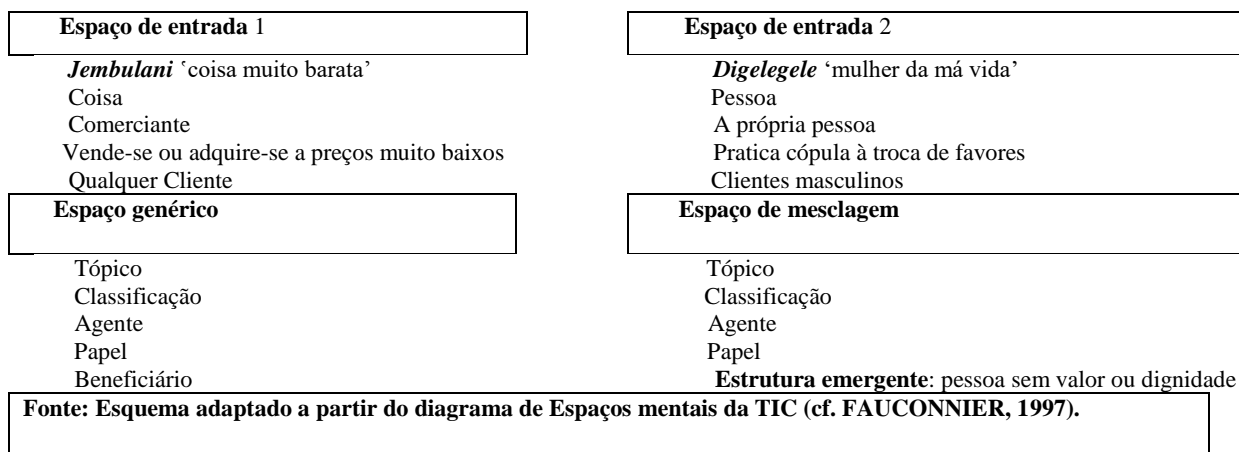 Espaço de entrada 1
Jembulani ‛coisa muito barata’
Coisa
Comerciante
Vende-se ou adquire-se a preços muito baixos
Qualquer Cliente
Espaço de entrada 2
Digelegele ‘mulher da má vida’
Pessoa
A própria pessoa
Pratica cópula à troca de favores
Clientes masculinos
Espaço genérico
Tópico
Classificação
Agente
Papel
Beneficiário
Espaço de mesclagem
Tópico
Classificação
Agente
Papel
Estrutura emergente: pessoa sem valor ou dignidade
Fonte: Esquema adaptado a partir do diagrama de Espaços mentais da TIC (cf. FAUCONNIER, 1997).